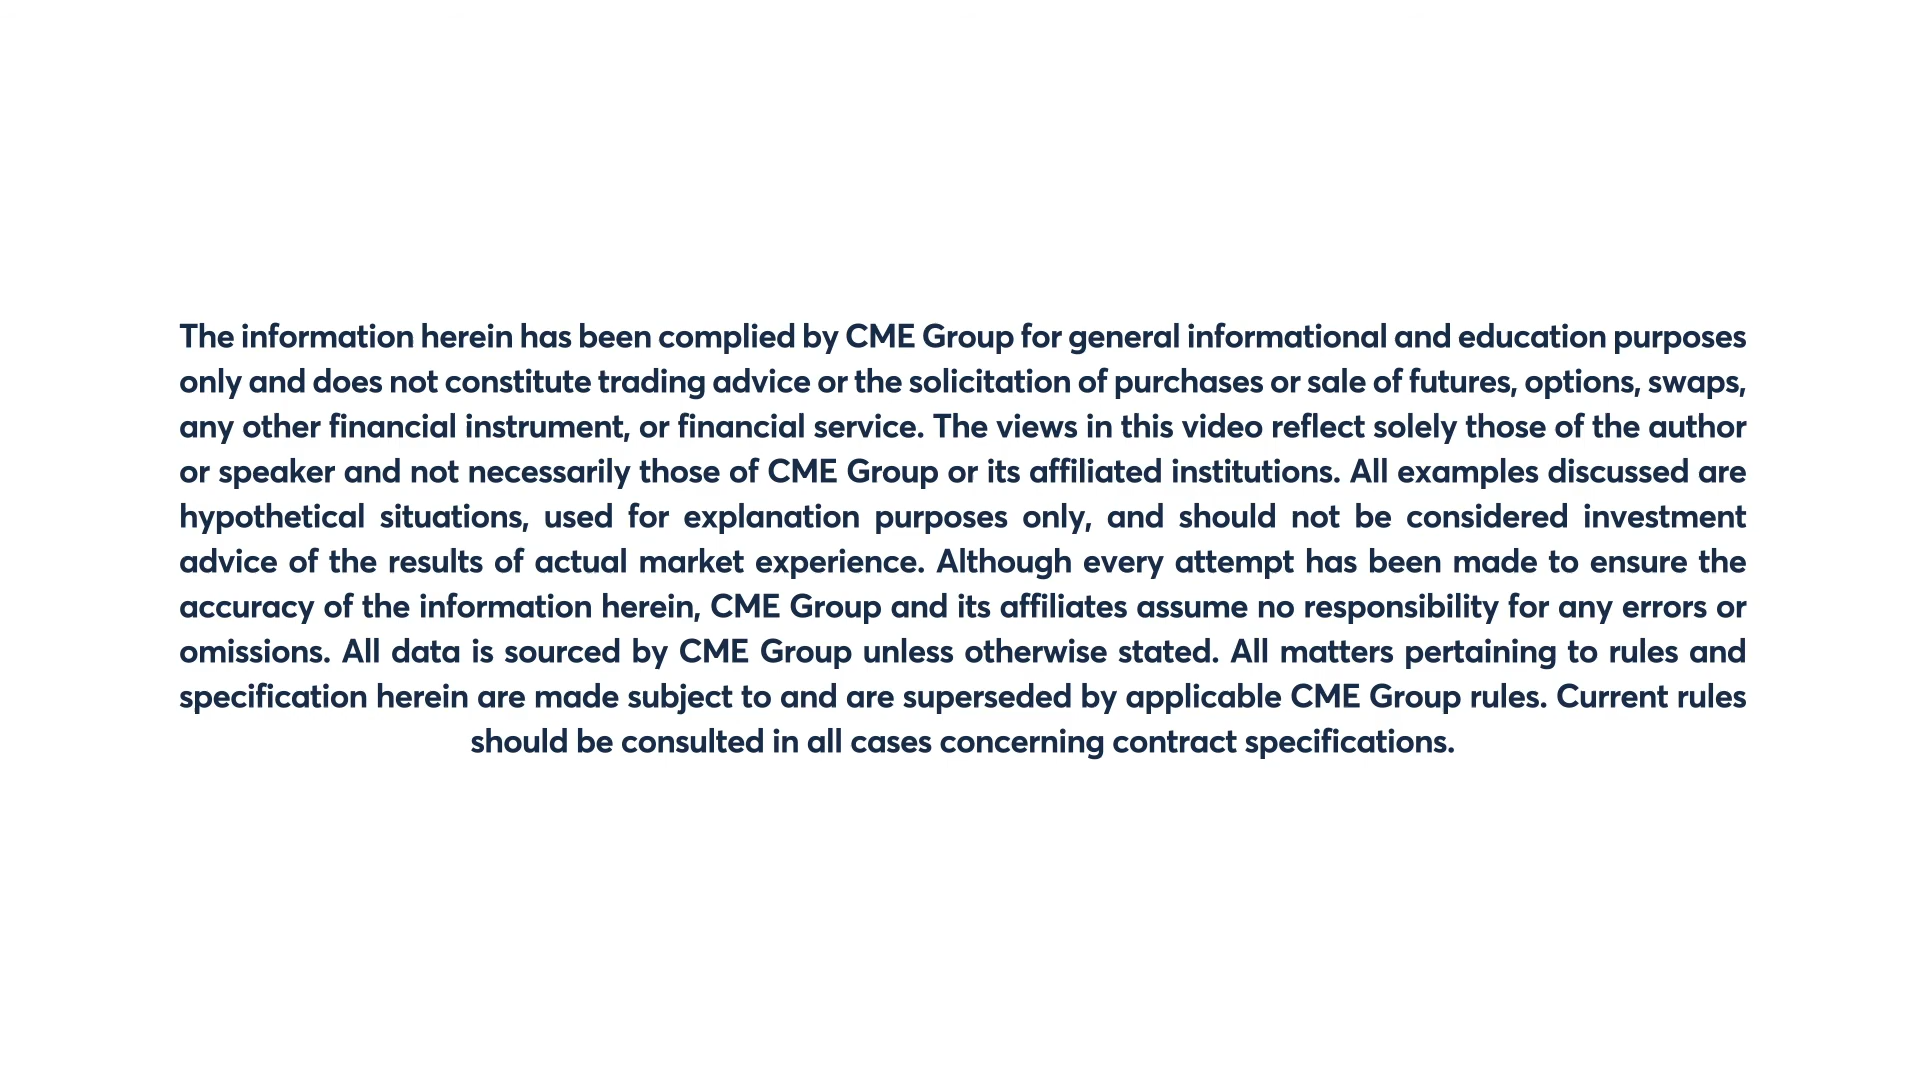 The information herein has been complied by CME Group for general informational and education purposes
only and does not constitute trading advice or the solicitation of purchases or sale of futures, options, swaps,
any other financial instrument, or financial service. The views in this video reflect solely those of the author
or speaker and not necessarily those of CME Group or its affiliated institutions. All examples discussed are
hypothetical situations, used for explanation purposes only, and should not be considered investment
advice of the results of actual market experience. Although every attempt has been made to ensure the
accuracy of the information herein, CME Group and its affiliates assume no responsibility for any errors or
omissions. All data is sourced by CME Group unless otherwise stated. All matters pertaining to rules and
specification herein are made subject to and are superseded by applicable CME Group rules. Current rules
should be consulted in all cases concerning contract specifications.